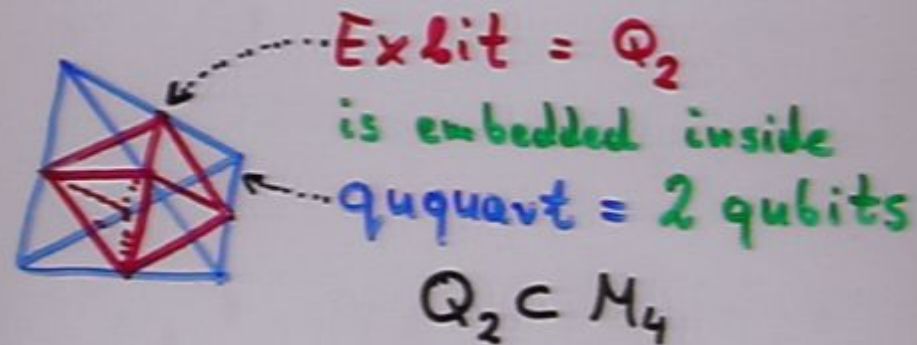 Exbit = Q₂
is embedded inside
ququart = 2 qubits
Q₂ ⊂ M₄